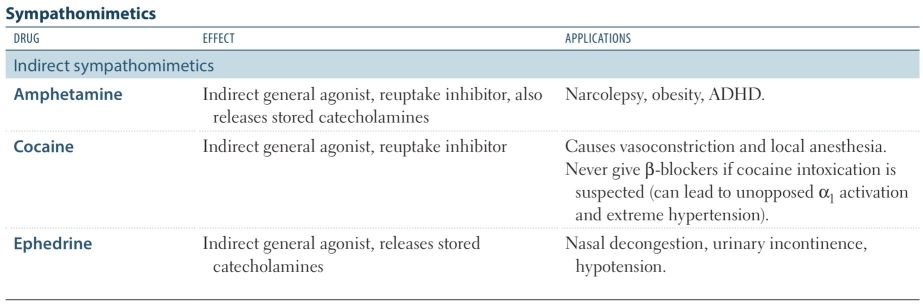 Sympathomimetics
DRUG EFFECT APPLICATIONS
Indirect sympathomimetics
Amphetamine Indirect general agonist, reuptake inhibitor, also Narcolepsy, obesity, ADHD.
releases stored catecholamines
Cocaine Indirect general agonist, reuptake inhibitor Causes vasoconstriction and local anesthesia.
Never give β-blockers if cocaine intoxication is
suspected (can lead to unopposed α₁ activation
and extreme hypertension).
Ephedrine Indirect general agonist, releases stored Nasal decongestion, urinary incontinence,
catecholamines hypotension.